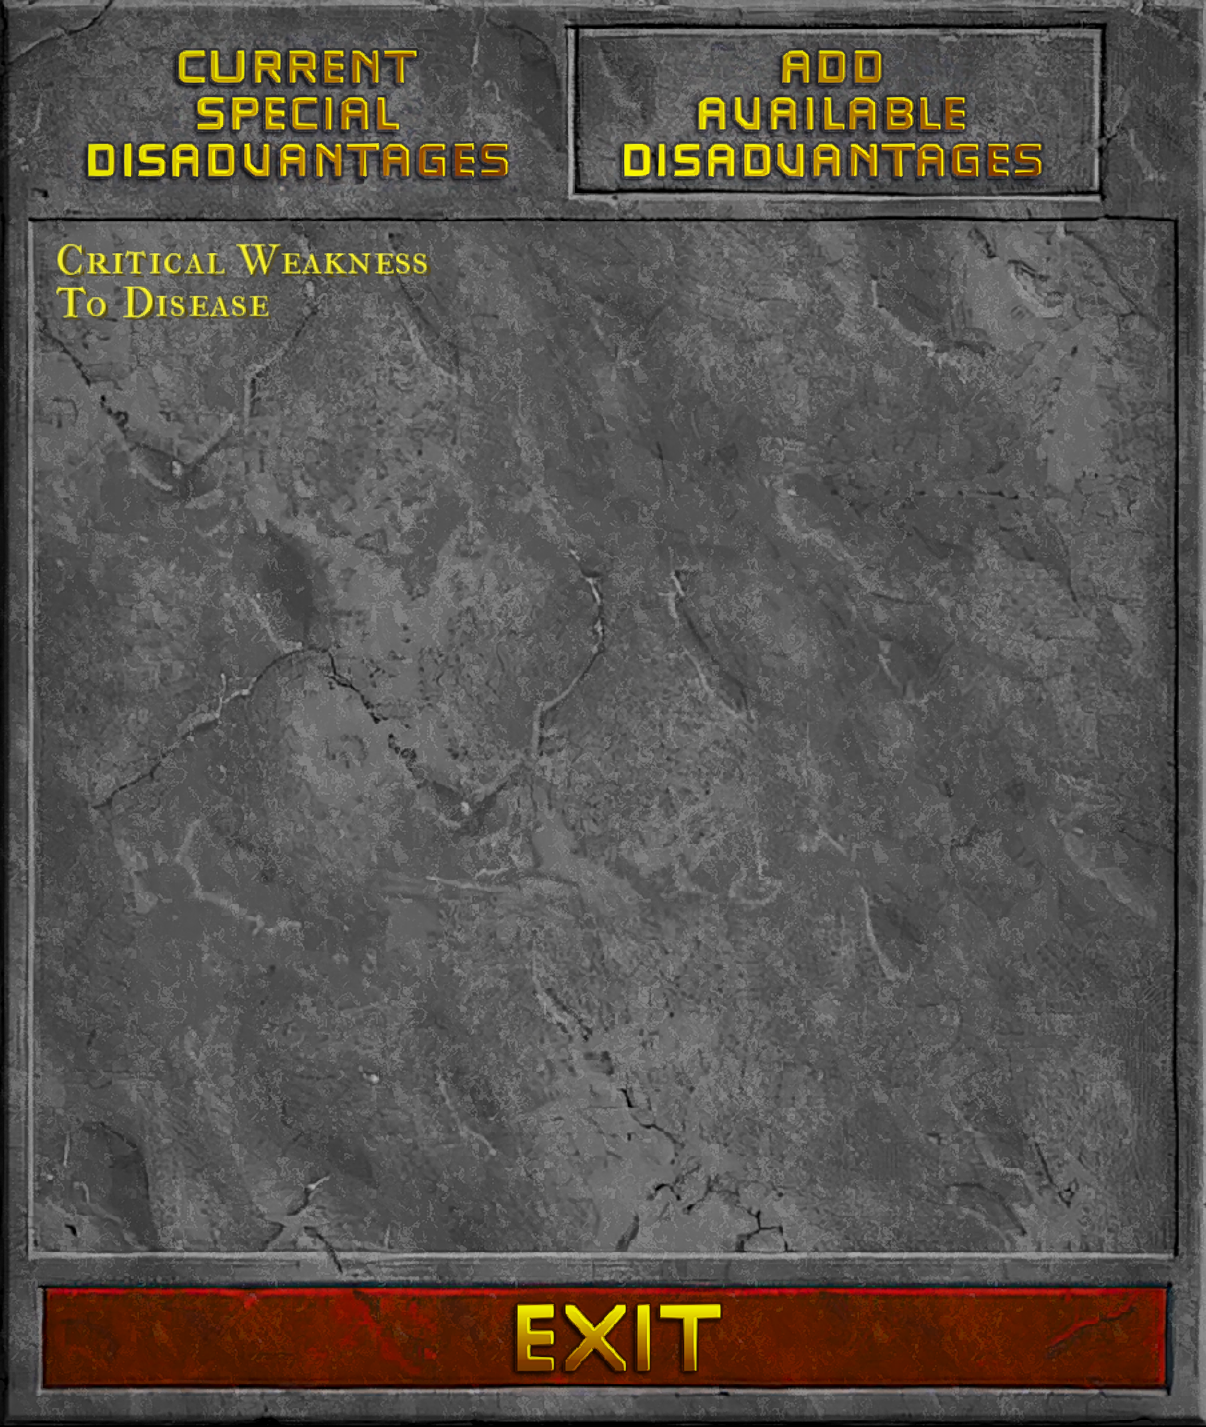 CURRENT
SPECIAL
DISADVANTAGES
ADD
AVAILABLE
DISADVANTAGES
CRITICAL WEAKNESS
TO DISEASE
EXIT